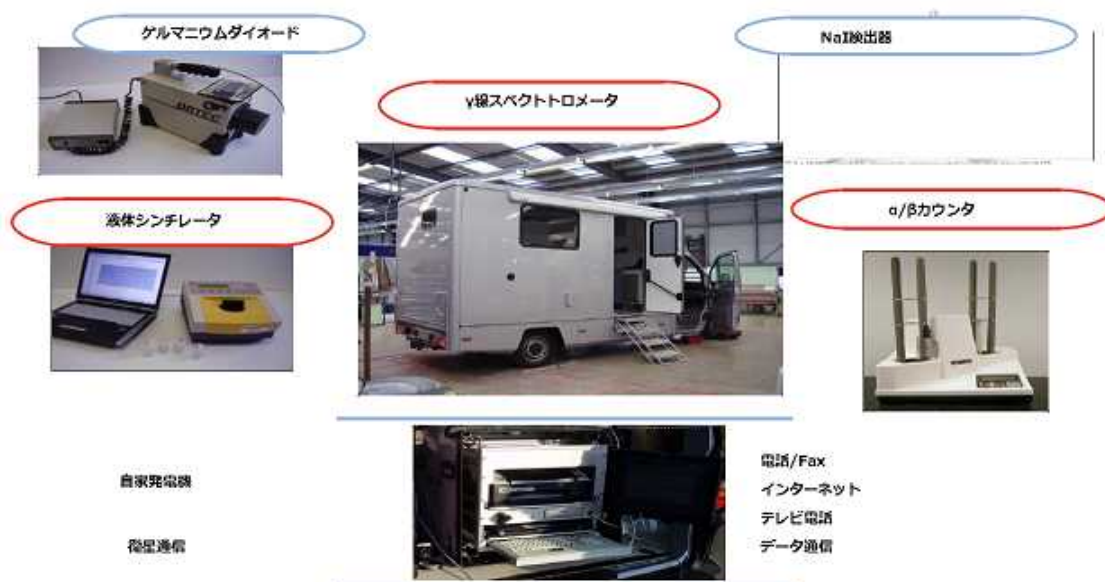 ゲルマニウムダイオード
NaI検出器
γ線スペクトトロメータ
液体シンチレータ
α/βカウンタ
ORTEC
自家発電機
衛星通信
電話/Fax
インターネット
テレビ電話
データ通信